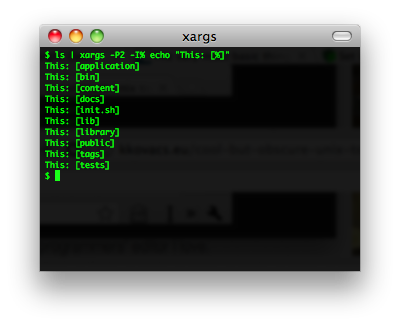 xargs
$ ls | xargs -P2 -I% echo "This: [%]"
This: [application]
This: [bin]
This: [content]
This: [docs]
This: [init.sh]
This: [lib]
This: [library]
This: [public]
This: [tags]
This: [tests]
$